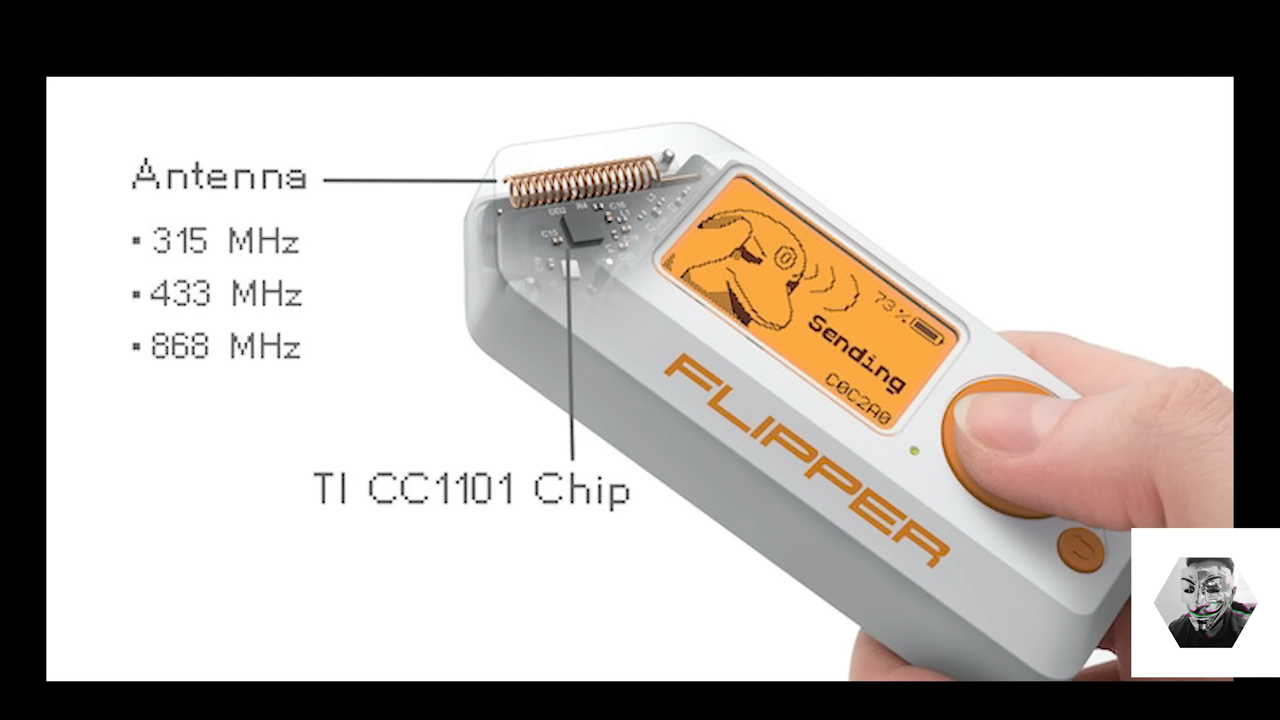 Antenna
▪ 315 MHz
▪ 433 MHz
▪ 868 MHz
TI CC1101 Chip
73%
Sending
C0C2A0
FLIPPER